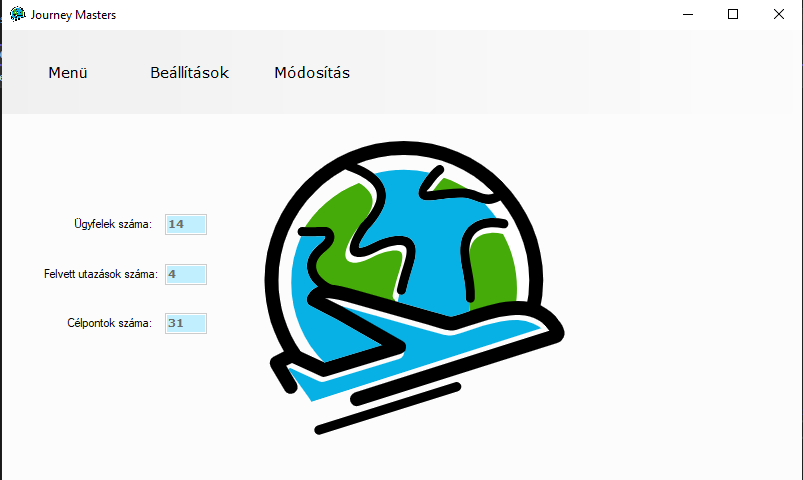 Journey Masters
Menü Beállítások Módosítás
Ügyfelek száma: 14
Felvett utazások száma: 4
Célpontok száma: 31